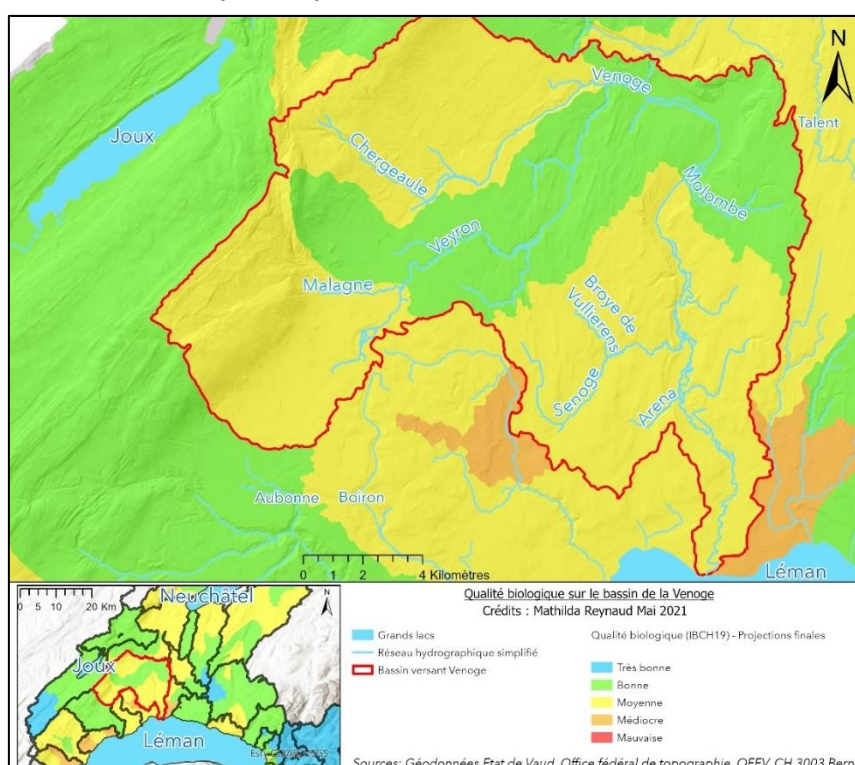 N
Joux
Venoge
Talent
Chergeaule
Molombe
Veyron
Malagne
Broye de
Vullierens
Senoge
Arena
Aubonne
Boiron
0 1 2 4 Kilomètres
Léman
0 5 10 20 Km
Neuchâtel
N
Joux
Léman
Qualité biologique sur le bassin de la Venoge
Crédits : Mathilda Reynaud Mai 2021
Grands lacs
Réseau hydrographique simplifié
Bassin versant Venoge
Qualité biologique (IBCH19) - Projections finales
Très bonne
Bonne
Moyenne
Médiocre
Mauvaise
Sources: Géodonnées Etat de Vaud, Office fédéral de topographie, OFEV, CH 3003 Bern